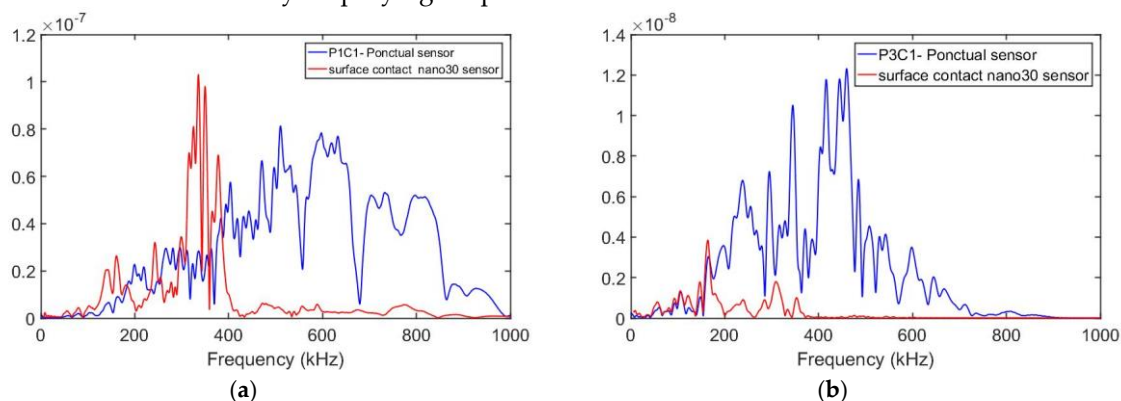 ×10⁻⁷
1.2
1
0.8
0.6
0.4
0.2
0
P1C1- Ponctual sensor
surface contact nano30 sensor
0 200 400 600 800 1000
Frequency (kHz)
(a)
×10⁻⁸
1.4
1.2
1
0.8
0.6
0.4
0.2
0
P3C1- Ponctual sensor
surface contact nano30 sensor
0 200 400 600 800 1000
Frequency (kHz)
(b)